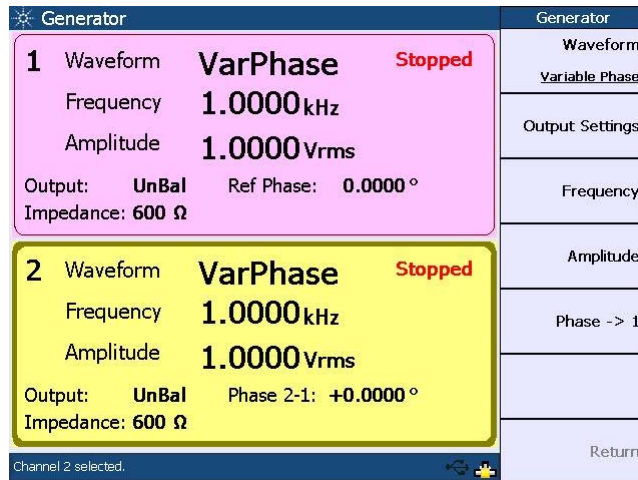 Generator
1 Waveform VarPhase Stopped
Frequency 1.0000 kHz
Amplitude 1.0000 Vrms
Output: UnBal Ref Phase: 0.0000 °
Impedance: 600 Ω
2 Waveform VarPhase Stopped
Frequency 1.0000 kHz
Amplitude 1.0000 Vrms
Output: UnBal Phase 2-1: +0.0000 °
Impedance: 600 Ω
Channel 2 selected.
Generator
Waveform
Variable Phase
Output Settings
Frequency
Amplitude
Phase -> 1
Return